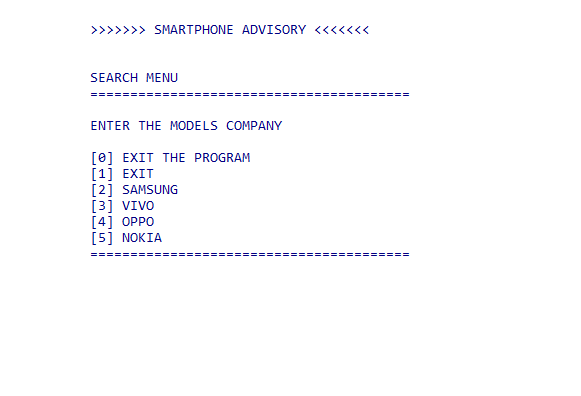 >>>>>>> SMARTPHONE ADVISORY <<<<<<<
SEARCH MENU
========================================
ENTER THE MODELS COMPANY
[0] EXIT THE PROGRAM
[1] EXIT
[2] SAMSUNG
[3] VIVO
[4] OPPO
[5] NOKIA
========================================